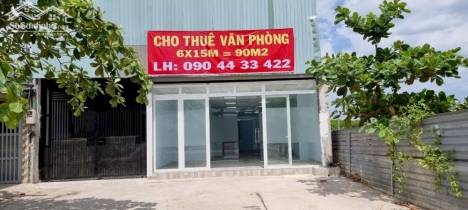 CHO THUÊ VĂN PHÒNG
6X15M = 90M2
LH: 090 44 33 422